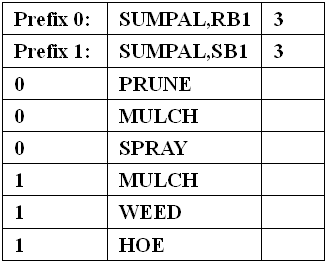 Prefix 0: SUMPAL,RB1 3
Prefix 1: SUMPAL,SB1 3
0 PRUNE
0 MULCH
0 SPRAY
1 MULCH
1 WEED
1 HOE